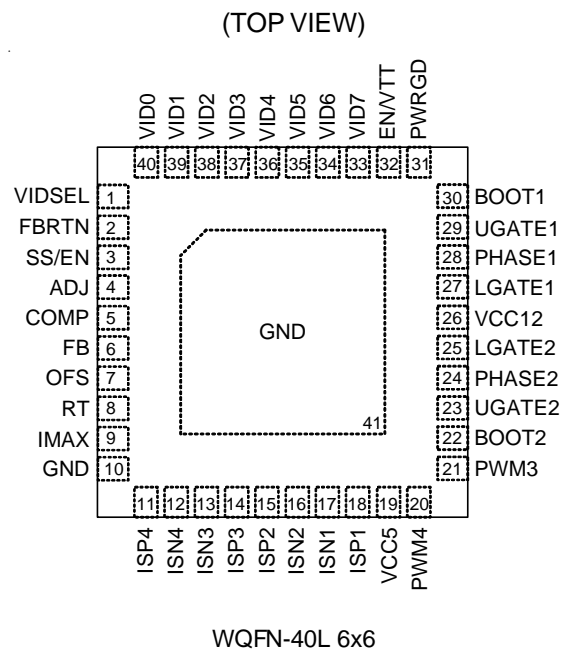 (TOP VIEW)
VID0
VID1
VID2
VID3
VID4
VID5
VID6
VID7
EN/VTT
PWRGD
40 39 38 37 36 35 34 33 32 31
VIDSEL 1
FBRTN 2
SS/EN 3
ADJ 4
COMP 5
FB 6
OFS 7
RT 8
IMAX 9
GND 10
GND
41
30 BOOT1
29 UGATE1
28 PHASE1
27 LGATE1
26 VCC12
25 LGATE2
24 PHASE2
23 UGATE2
22 BOOT2
21 PWM3
11 12 13 14 15 16 17 18 19 20
ISP4
ISN4
ISN3
ISP3
ISP2
ISN2
ISN1
ISP1
VCC5
PWM4
WQFN-40L 6x6